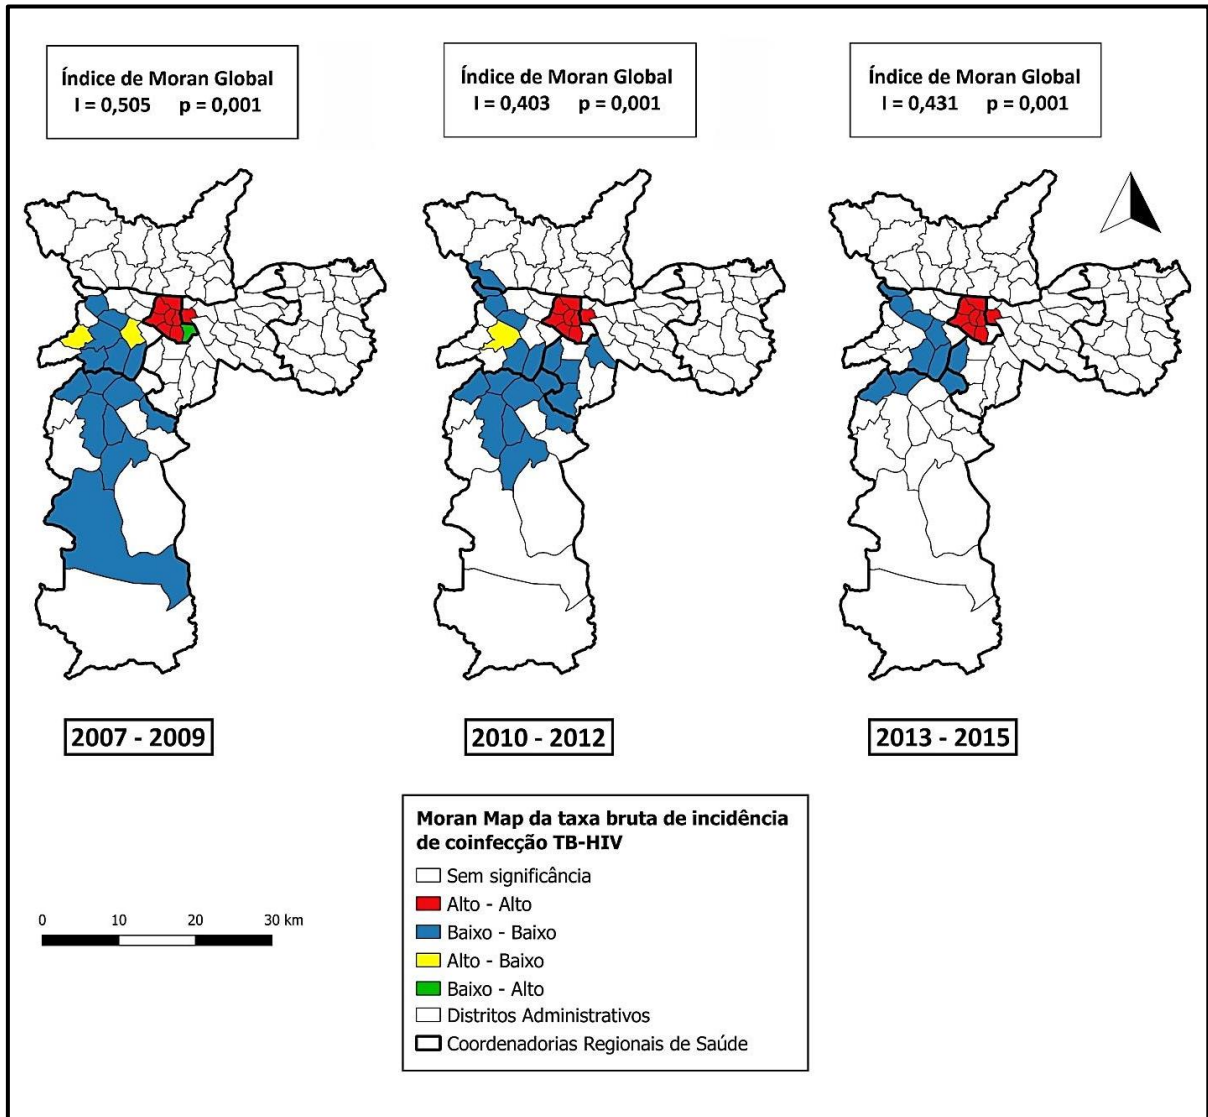 Índice de Moran Global
I = 0,505 p = 0,001
Índice de Moran Global
I = 0,403 p = 0,001
Índice de Moran Global
I = 0,431 p = 0,001
2007 - 2009
2010 - 2012
2013 - 2015
Moran Map da taxa bruta de incidência
de coinfecção TB-HIV
Sem significância
Alto - Alto
Baixo - Baixo
Alto - Baixo
Baixo - Alto
Distritos Administrativos
Coordenadorias Regionais de Saúde
0 10 20 30 km